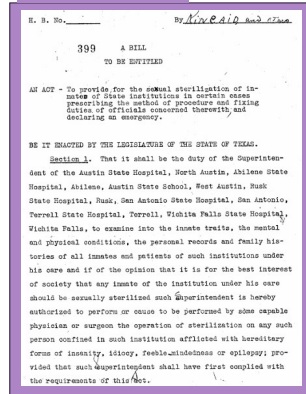 H. B. No.
By Kincaid and
399 A BILL
TO BE ENTITLED
AN ACT - To provide for the sexual sterilization of in-
mates of State institutions in certain cases
prescribing the method of procedure and fixing
duties of officials concerned therewith and
declaring an emergency.
BE IT ENACTED BY THE LEGISLATURE OF THE STATE OF TEXAS.
Section 1. That it shall be the duty of the Superinten-
dent of the Austin State Hospital, North Austin, Abilene State
Hospital, Abilene, Austin State School, West Austin, Rusk
State Hospital, Rusk, San Antonio State Hospital, San Antonio,
Terrell State Hospital, Terrell, Wichita Falls State Hospital,
Wichita Falls, to examine into the innate traits, the mental
and physical conditions, the personal records and family his-
tories of all inmates and patients of such institutions under
his care and if of the opinion that it is for the best interest
of society that any inmate of the institution under his care
should be sexually sterilized such superintendent is hereby
authorized to perform or cause to be performed by some capable
physician or surgeon the operation of sterilization on any such
person confined in such institution afflicted with hereditary
forms of insanity, idiocy, feeble-mindedness or epilepsy; pro-
vided that such superintendent shall have first complied with
the requirements of this Act.